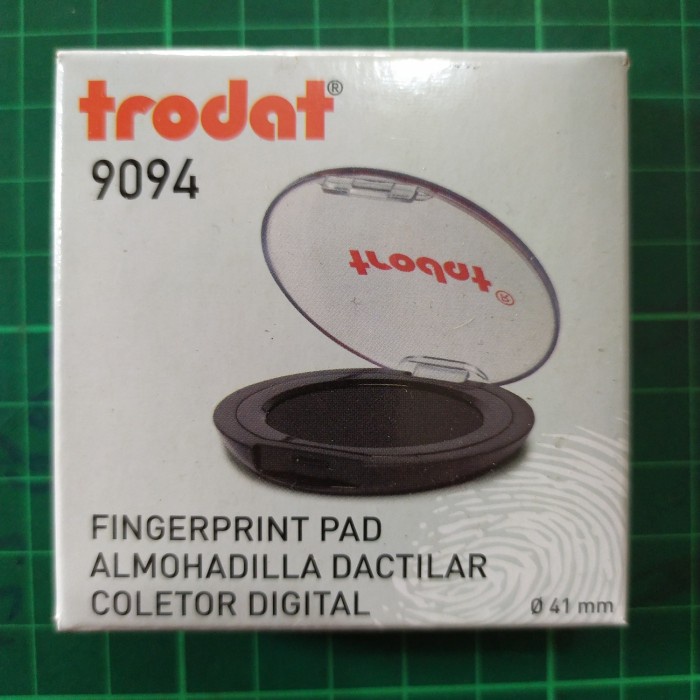 trodat®
9094
trodat®
FINGERPRINT PAD
ALMOHADILLA DACTILAR
COLETOR DIGITAL
Ø 41 mm